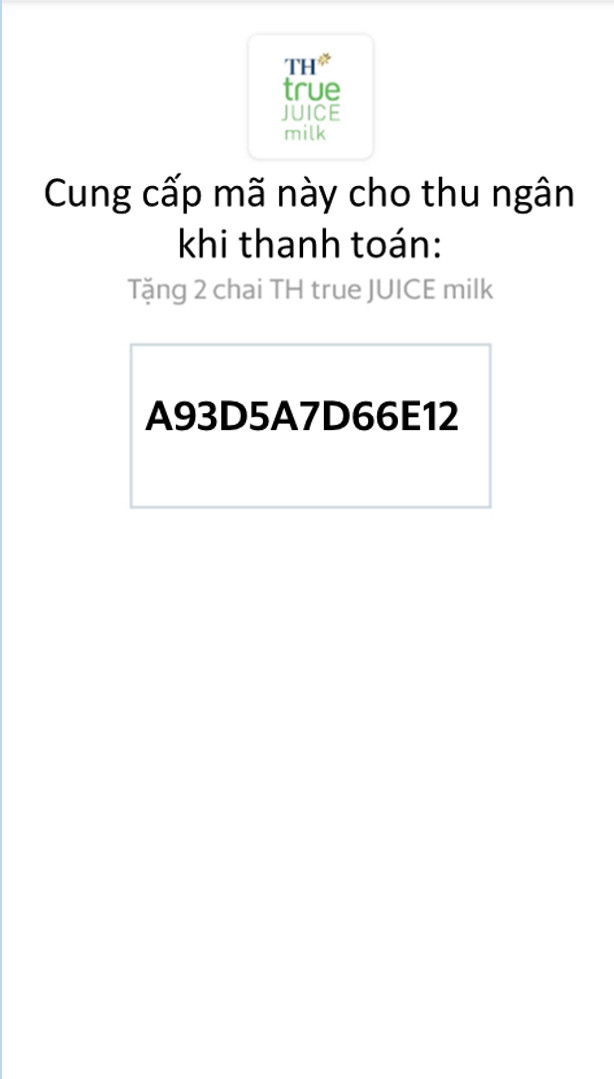 TH
true
JUICE
milk
Cung cấp mã này cho thu ngân
khi thanh toán:
Tặng 2 chai TH true JUICE milk
A93D5A7D66E12